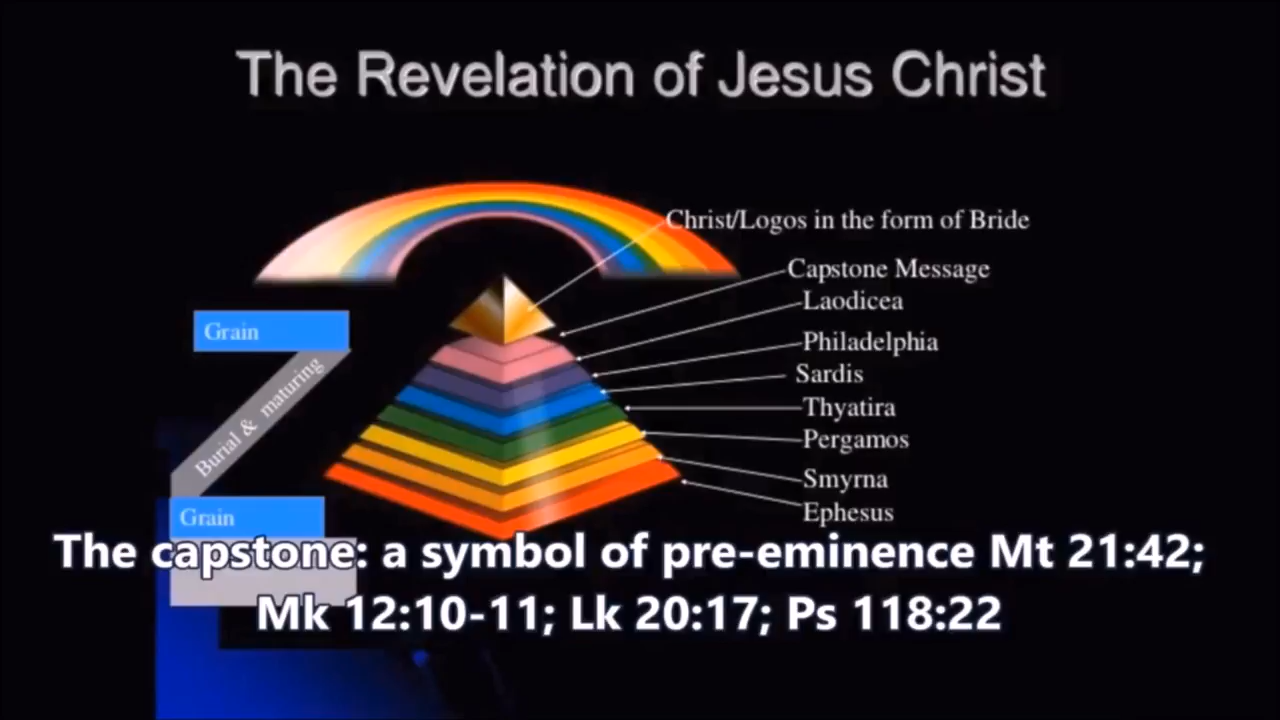 The Revelation of Jesus Christ
Christ/Logos in the form of Bride
Capstone Message
Laodicea
Philadelphia
Sardis
Thyatira
Pergamos
Smyrna
Ephesus
Grain
Burial & maturing
Grain
The capstone: a symbol of pre-eminence Mt 21:42;
Mk 12:10-11; Lk 20:17; Ps 118:22